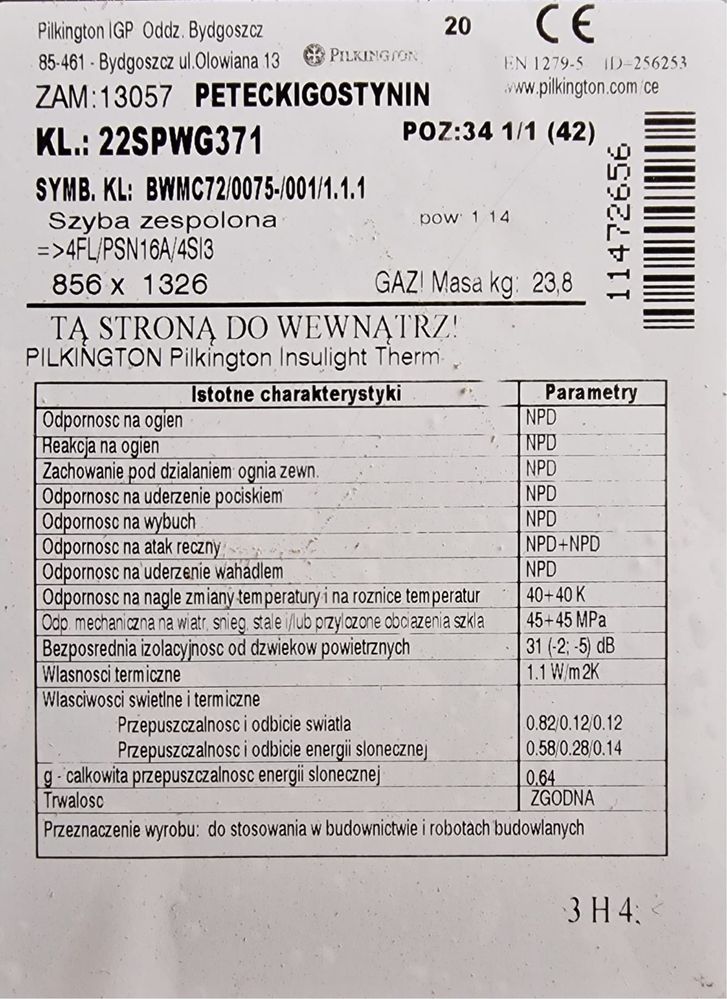 Pilkington IGP Oddz. Bydgoszcz
20 CE
85-461 - Bydgoszcz ul.Olowiana 13 PILKINGTON
EN 1279-5 ID-256253
www.pilkington.com/ce
ZAM:13057 PETECKIGOSTYNIN
KL.: 22SPWG371 POZ:34 1/1 (42)
SYMB. KL: BWMC72/0075-/001/1.1.1
11472656
Szyba zespolona pow: 1.14
=>4FL/PSN16A/4SI3
856 x 1326 GAZ! Masa kg: 23,8
TĄ STRONĄ DO WEWNĄTRZ!
PILKINGTON Pilkington Insulight Therm
Istotne charakterystyki Parametry
Odpornosc na ogien NPD
Reakcja na ogien NPD
Zachowanie pod dzialaniem ognia zewn. NPD
Odpornosc na uderzenie pociskiem NPD
Odpornosc na wybuch NPD
Odpornosc na atak reczny NPD+NPD
Odpornosc na uderzenie wahadlem NPD
Odpornosc na nagle zmiany temperatury i na roznice temperatur 40+40 K
Odp. mechaniczna na wiatr, snieg, stale i/lub przylozone obciazenia szkla 45+45 MPa
Bezposrednia izolacyjnosc od dzwiekow powietrznych 31 (-2; -5) dB
Wlasnosci termiczne 1.1 W/m2K
Wlasciwosci swietlne i termiczne
Przepuszczalnosc i odbicie swiatla 0.82/0.12/0.12
Przepuszczalnosc i odbicie energii slonecznej 0.58/0.28/0.14
g - calkowita przepuszczalnosc energii slonecznej 0,64
Trwalosc ZGODNA
Przeznaczenie wyrobu: do stosowania w budownictwie i robotach budowlanych
3 H 4;